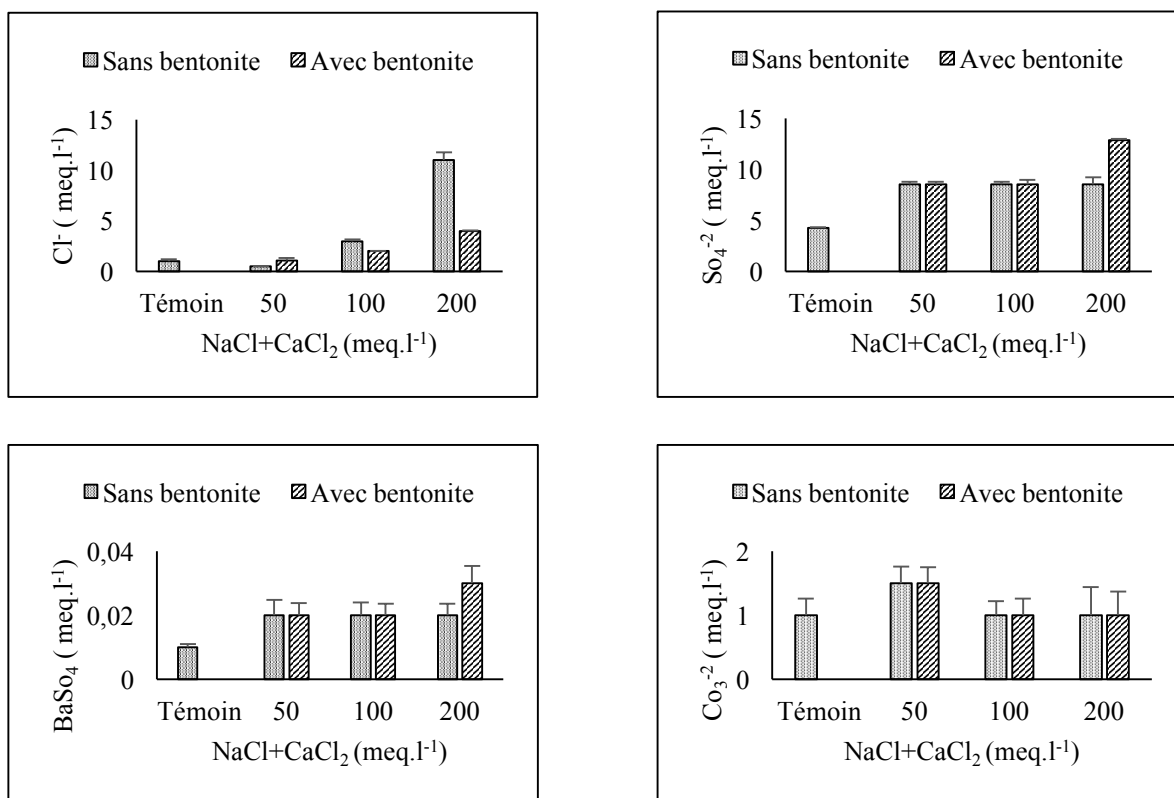 Sans bentonite Avec bentonite
Cl⁻ ( meq.l⁻¹)
15
10
5
0
Témoin 50 100 200
NaCl+CaCl₂ (meq.l⁻¹)
Sans bentonite Avec bentonite
So₄⁻² ( meq.l⁻¹)
15
10
5
0
Témoin 50 100 200
NaCl+CaCl₂ (meq.l⁻¹)
Sans bentonite Avec bentonite
BaSo₄ ( meq.l⁻¹)
0,04
0,02
0
Témoin 50 100 200
NaCl+CaCl₂ (meq.l⁻¹)
Sans bentonite Avec bentonite
Co₃⁻² ( meq.l⁻¹)
2
1
0
Témoin 50 100 200
NaCl+CaCl₂ (meq.l⁻¹)